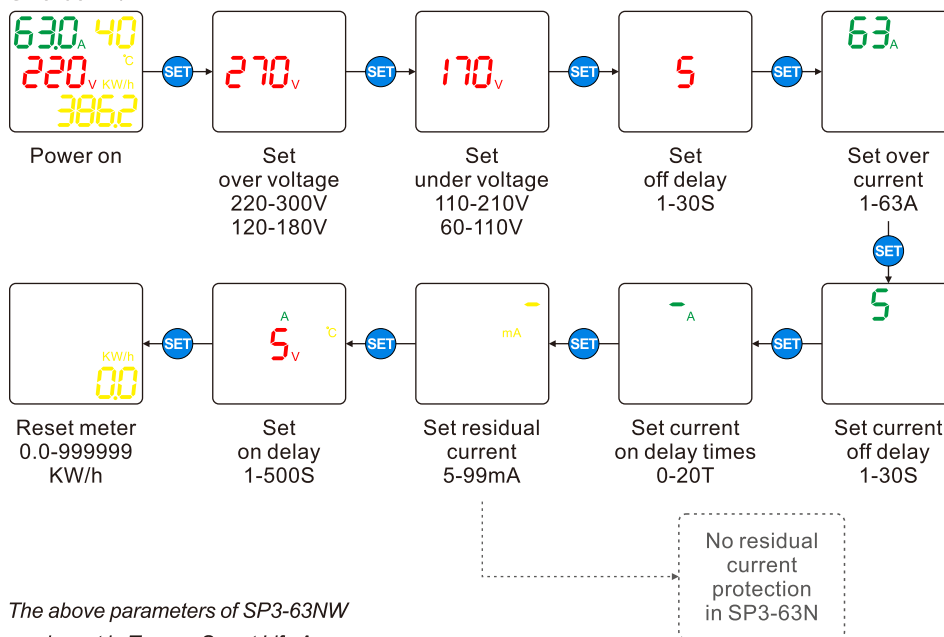 63.0A 40
℃
220V KW/h
386.2
SET
270V
SET
170V
SET
5
SET
63A
Power on
Set
over voltage
220-300V
120-180V
Set
under voltage
110-210V
60-110V
Set
off delay
1-30S
Set over
current
1-63A
SET
KW/h
0.0
SET
A
5V
℃
SET
-
mA
SET
-A
SET
5
Reset meter
0.0-999999
KW/h
Set
on delay
1-500S
Set residual
current
5-99mA
Set current
on delay times
0-20T
Set current
off delay
1-30S
No residual
current
protection
in SP3-63N
The above parameters of SP3-63NW